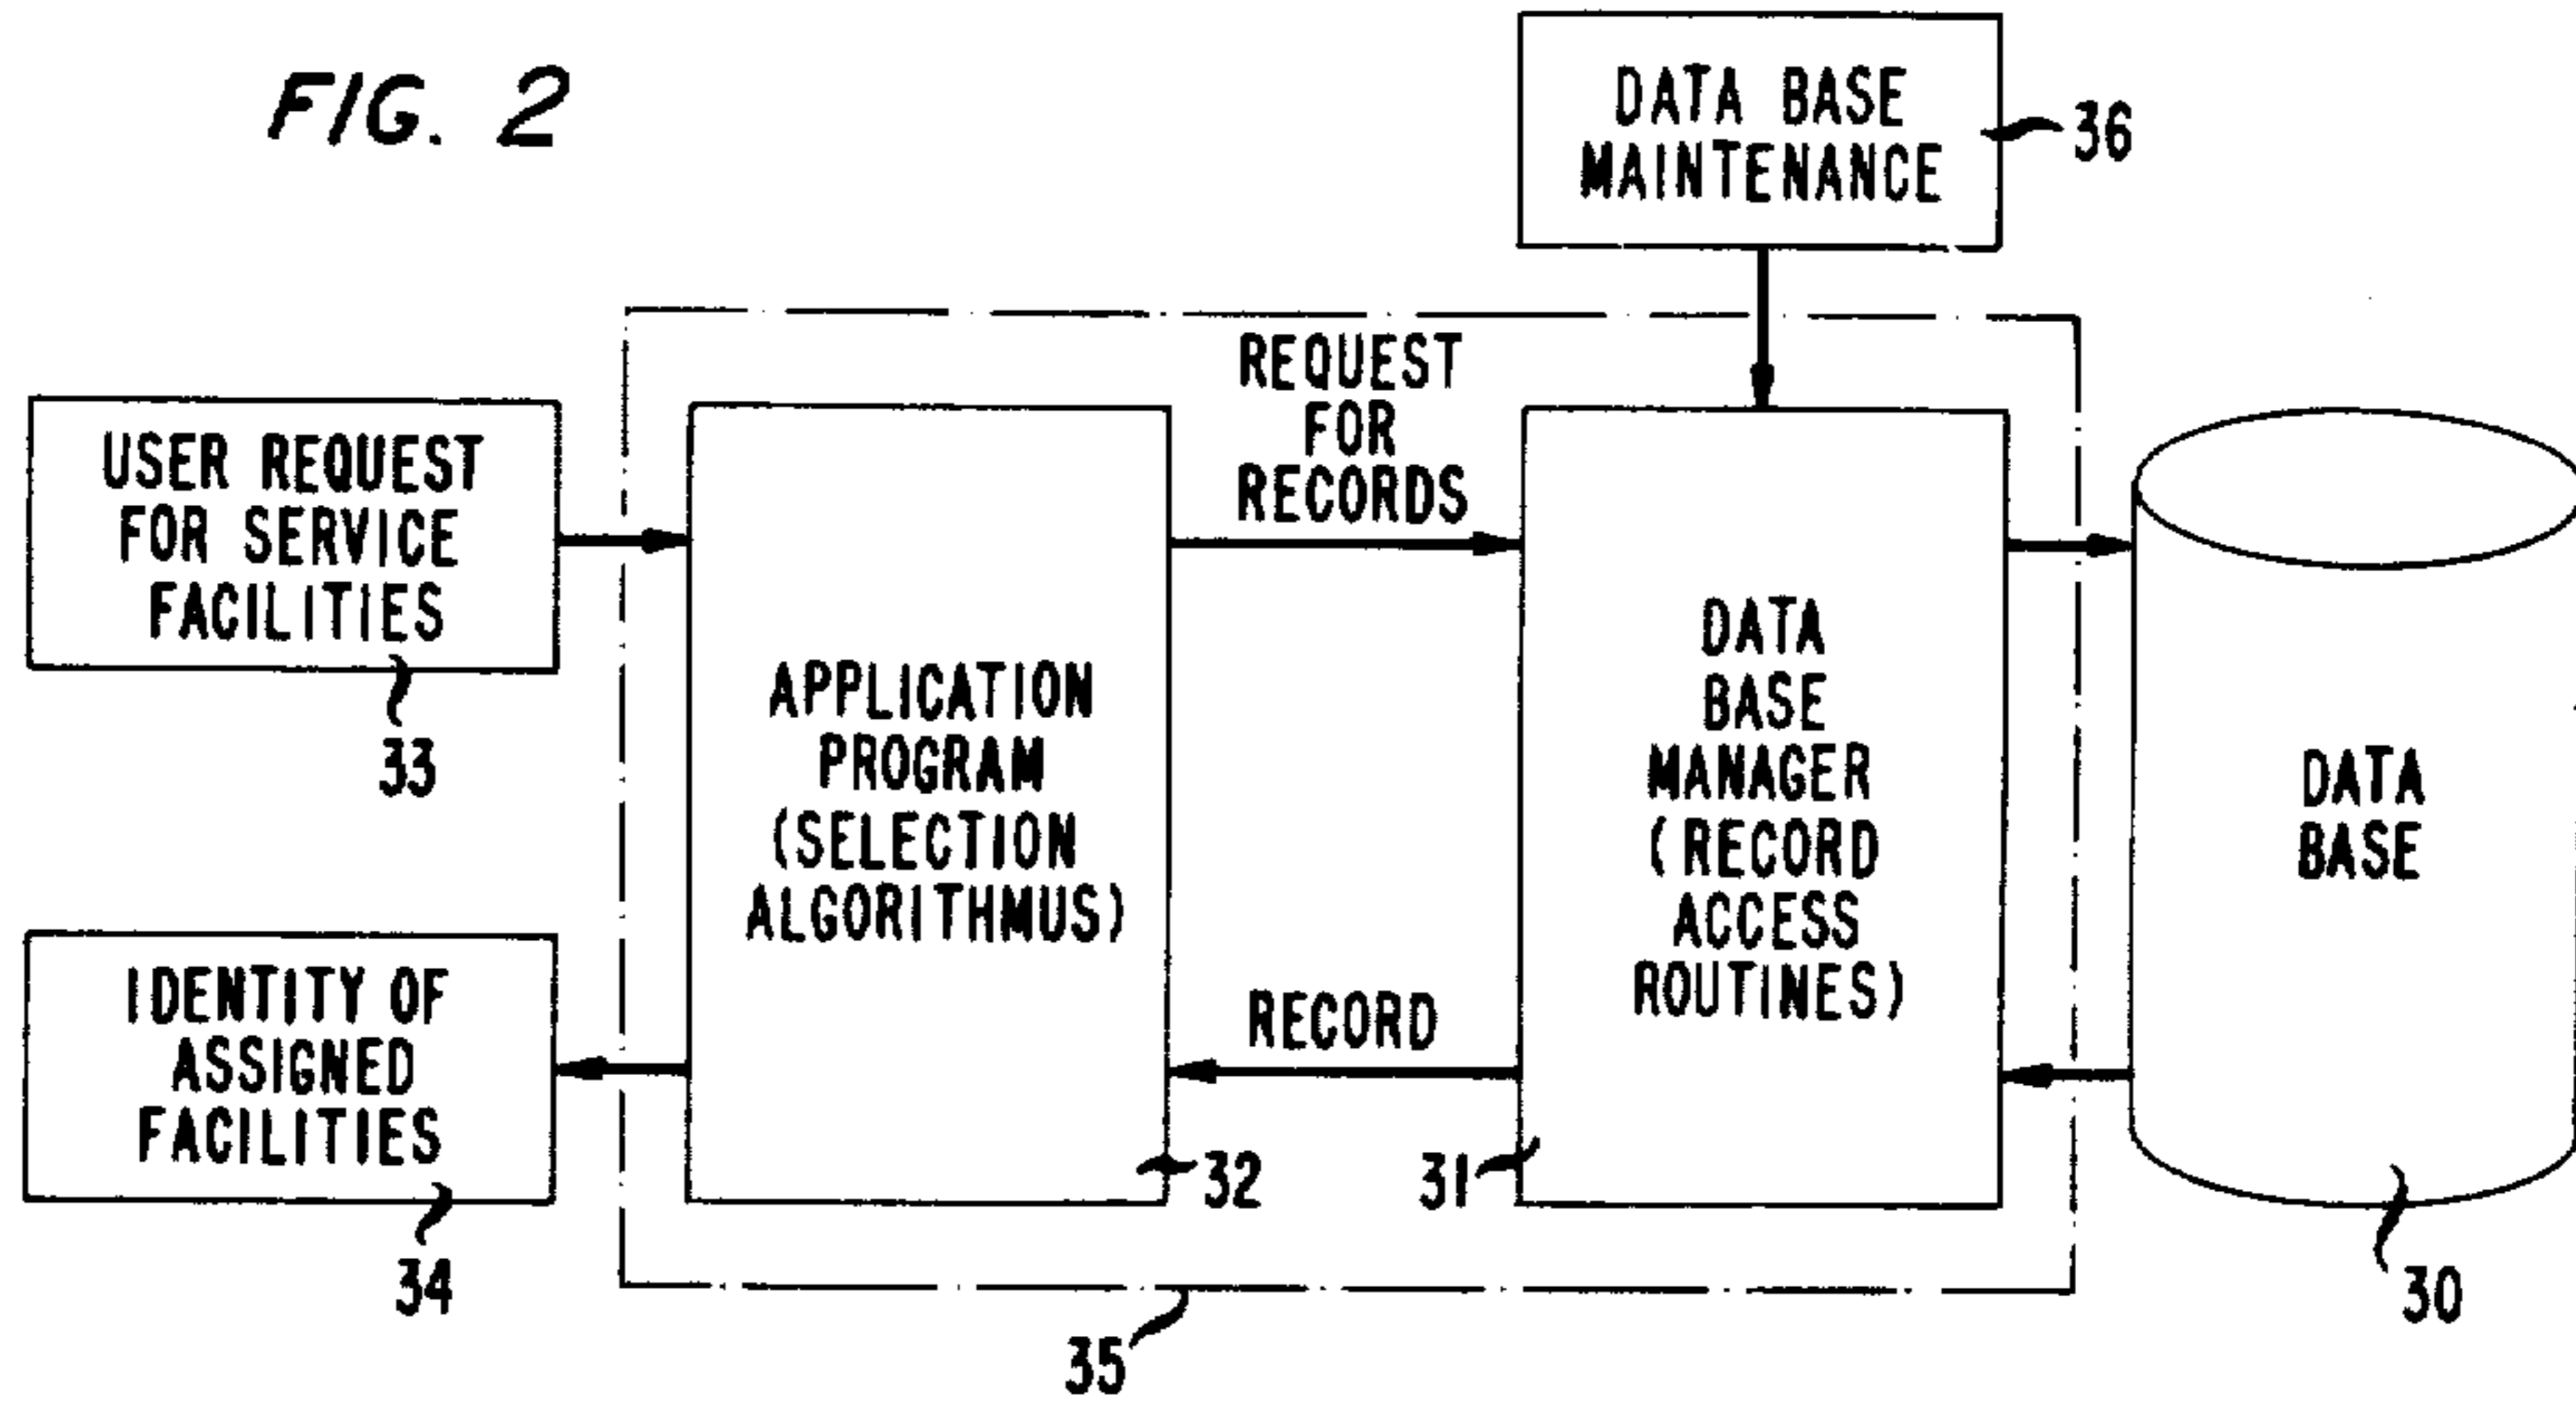 FIG. 2
DATA BASE
MAINTENANCE
36
USER REQUEST
FOR SERVICE
FACILITIES
33
REQUEST
FOR
RECORDS
APPLICATION
PROGRAM
(SELECTION
ALGORITHMUS)
32
DATA
BASE
MANAGER
(RECORD
ACCESS
ROUTINES)
31
DATA
BASE
30
IDENTITY OF
ASSIGNED
FACILITIES
34
RECORD
35